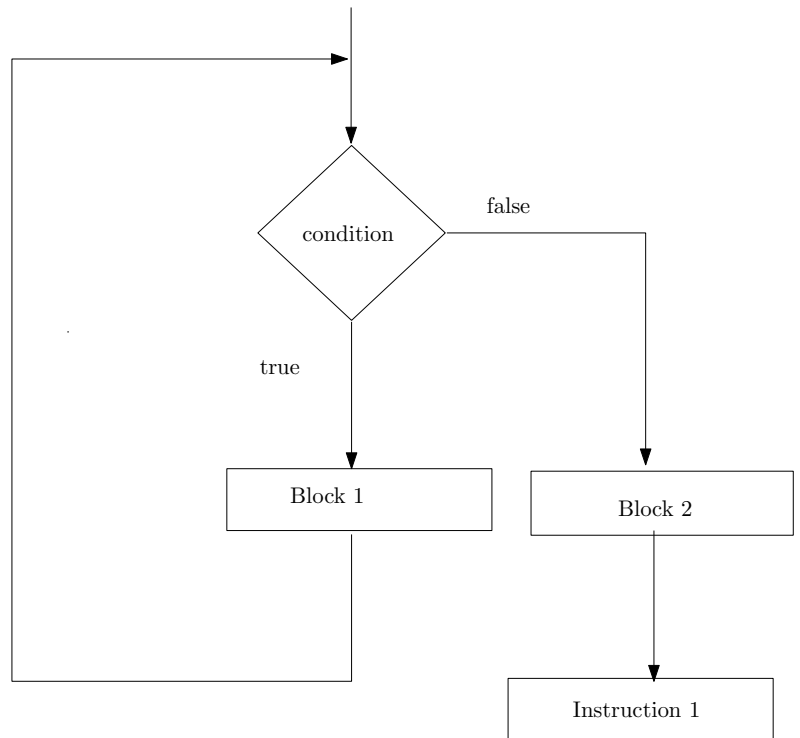 false
condition
true
Block 1
Block 2
Instruction 1